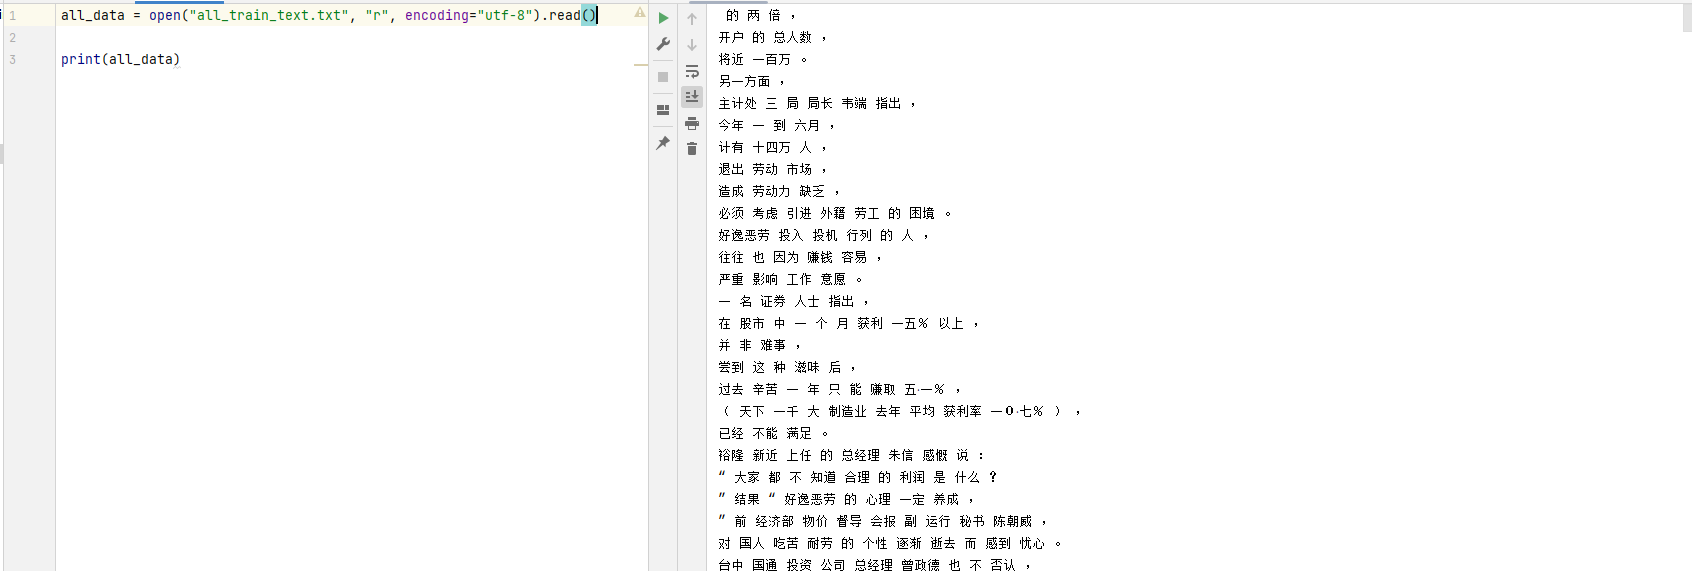 1 all_data = open("all_train_text.txt", "r", encoding="utf-8").read()
2
3 print(all_data)
的 两 倍 ，
开户 的 总人数 ，
将近 一百万 。
另一方面 ，
主计处 三 局 局长 韦端 指出 ，
今年 一 到 六月 ，
计有 十四万 人 ，
退出 劳动 市场 ，
造成 劳动力 缺乏 ，
必须 考虑 引进 外籍 劳工 的 困境 。
好逸恶劳 投入 投机 行列 的 人 ，
往往 也 因为 赚钱 容易 ，
严重 影响 工作 意愿 。
一 名 证券 人士 指出 ，
在 股市 中 一 个 月 获利 一五％ 以上 ，
并 非 难事 ，
尝到 这 种 滋味 后 ，
过去 辛苦 一 年 只 能 赚取 五·一％ ，
（ 天下 一千 大 制造业 去年 平均 获利率 一０·七％ ） ，
已经 不能 满足 。
裕隆 新近 上任 的 总经理 朱信 感慨 说 ：
“ 大家 都 不 知道 合理 的 利润 是 什么 ？
” 结果 “ 好逸恶劳 的 心理 一定 养成 ，
” 前 经济部 物价 督导 会报 副 运行 秘书 陈朝威 ，
对 国人 吃苦 耐劳 的 个性 逐渐 逝去 而 感到 忧心 。
台中 国通 投资 公司 总经理 曾政德 也 不 否认 ，